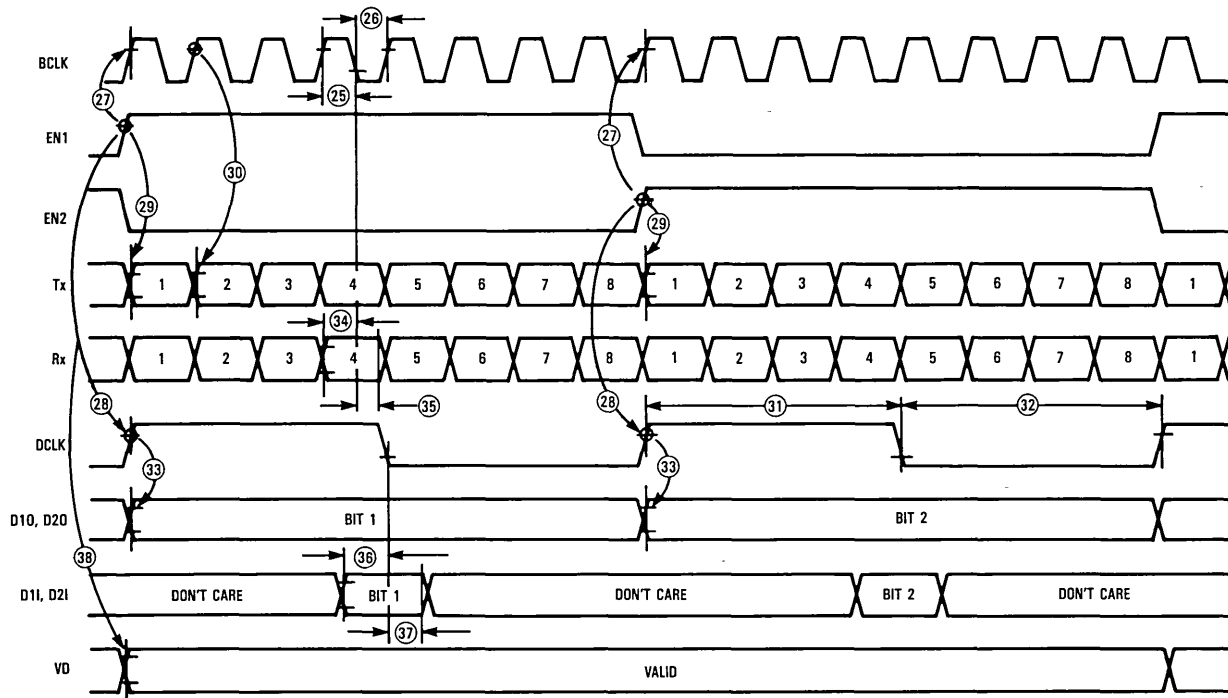 26
BCLK
27 25 27
EN1
30
EN2
29 29
Tx 1 2 3 4 5 6 7 8 1 2 3 4 5 6 7 8 1
34
Rx 1 2 3 4 5 6 7 8 1 2 3 4 5 6 7 8 1
28 35 28 31 32
DCLK
33 33
D1O, D2O BIT 1 BIT 2
38 36
D1I, D2I DON'T CARE BIT 1 DON'T CARE BIT 2 DON'T CARE
37
VD VALID